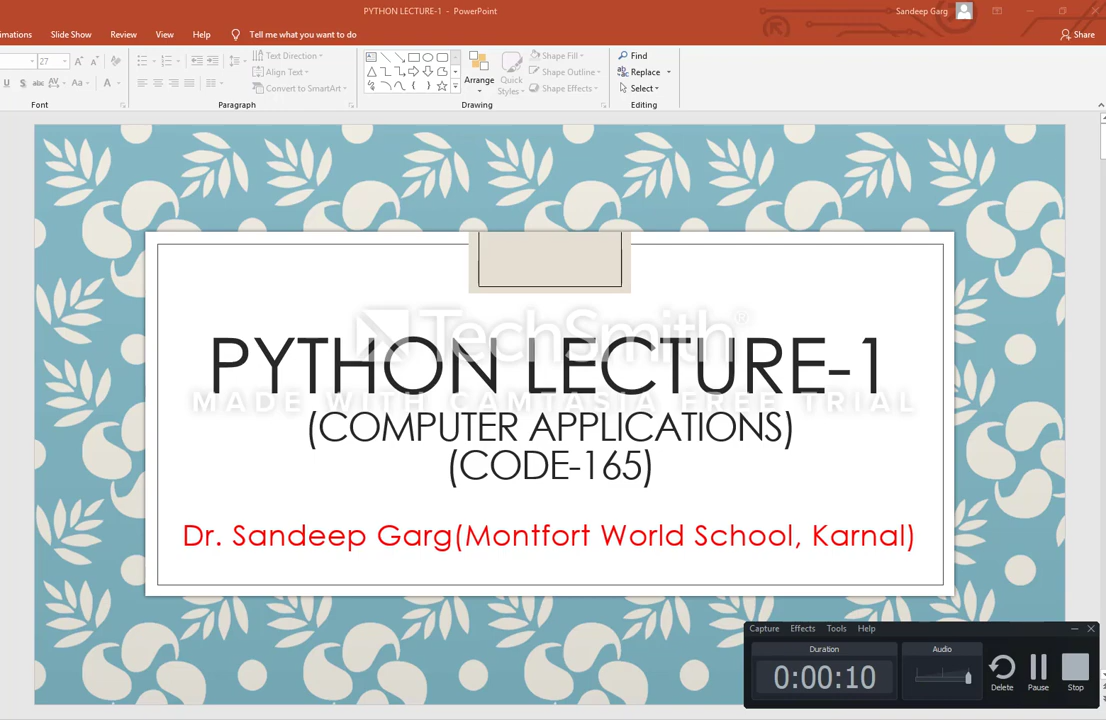 PYTHON LECTURE-1 - PowerPoint
Sandeep Garg
imations Slide Show Review View Help Tell me what you want to do
Share
27
Aa
Text Direction
Align Text
Convert to SmartArt
Arrange
Quick
Styles
Shape Fill
Shape Outline
Shape Effects
Find
Replace
Select
Font
Paragraph
Drawing
Editing
TechSmith®
PYTHON LECTURE-1
MADE WITH CAMTASIA FREE TRIAL
(COMPUTER APPLICATIONS)
(CODE-165)
Dr. Sandeep Garg(Montfort World School, Karnal)
Capture Effects Tools Help
Duration
0:00:10
Audio
Delete
Pause
Stop